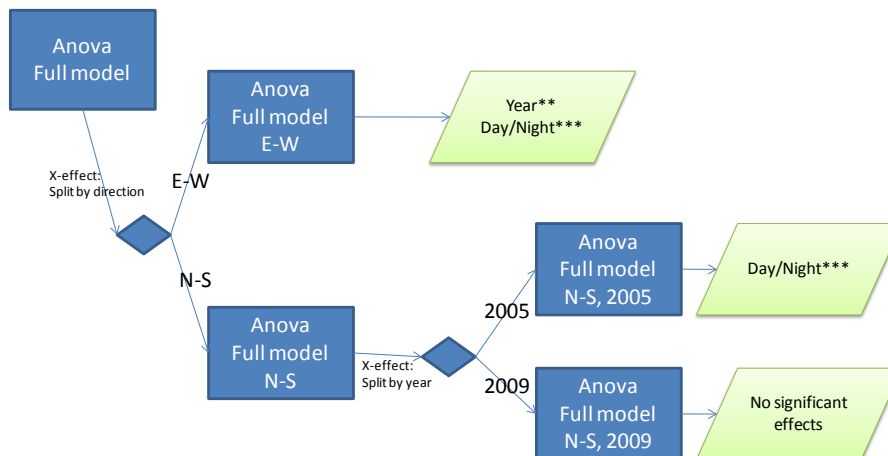 Anova
Full model
Anova
Full model
E-W
Year**
Day/Night***
X-effect:
Split by direction
E-W
N-S
Anova
Full model
N-S
X-effect:
Split by year
2005
Anova
Full model
N-S, 2005
Day/Night***
2009
Anova
Full model
N-S, 2009
No significant
effects